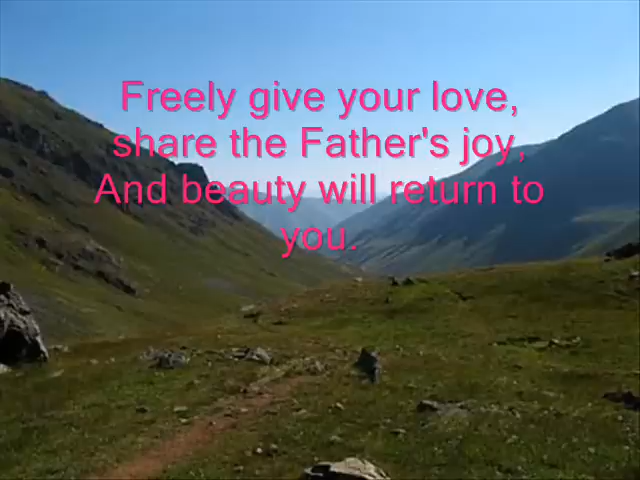 Freely give your love,
share the Father's joy,
And beauty will return to
you.